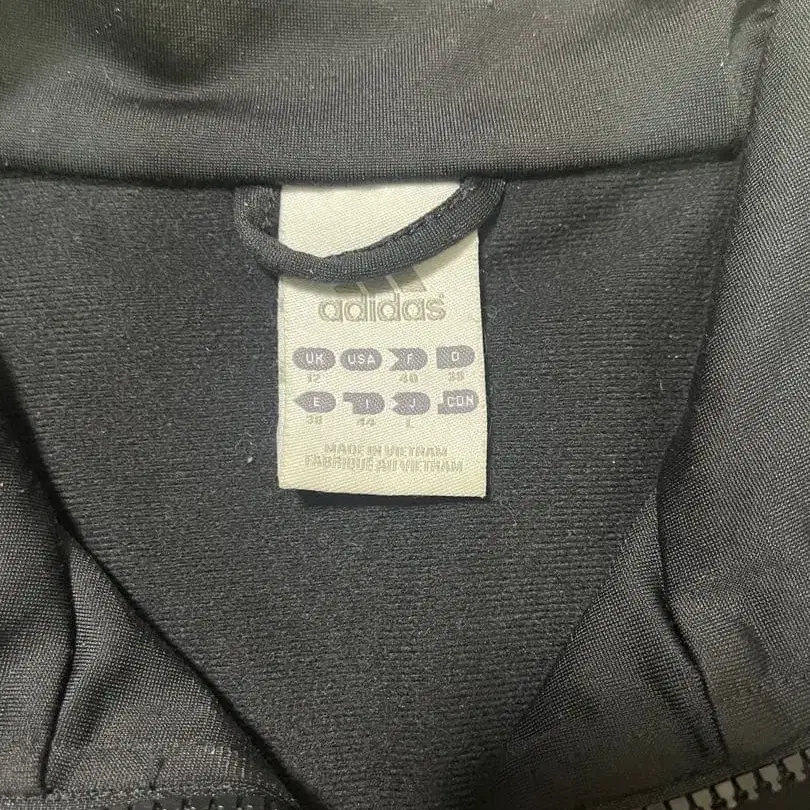 adidas
UK USA F D
12 40 38
E I J CDN
38 44 L
MADE IN VIETNAM
FABRIQUÉ AU VIETNAM